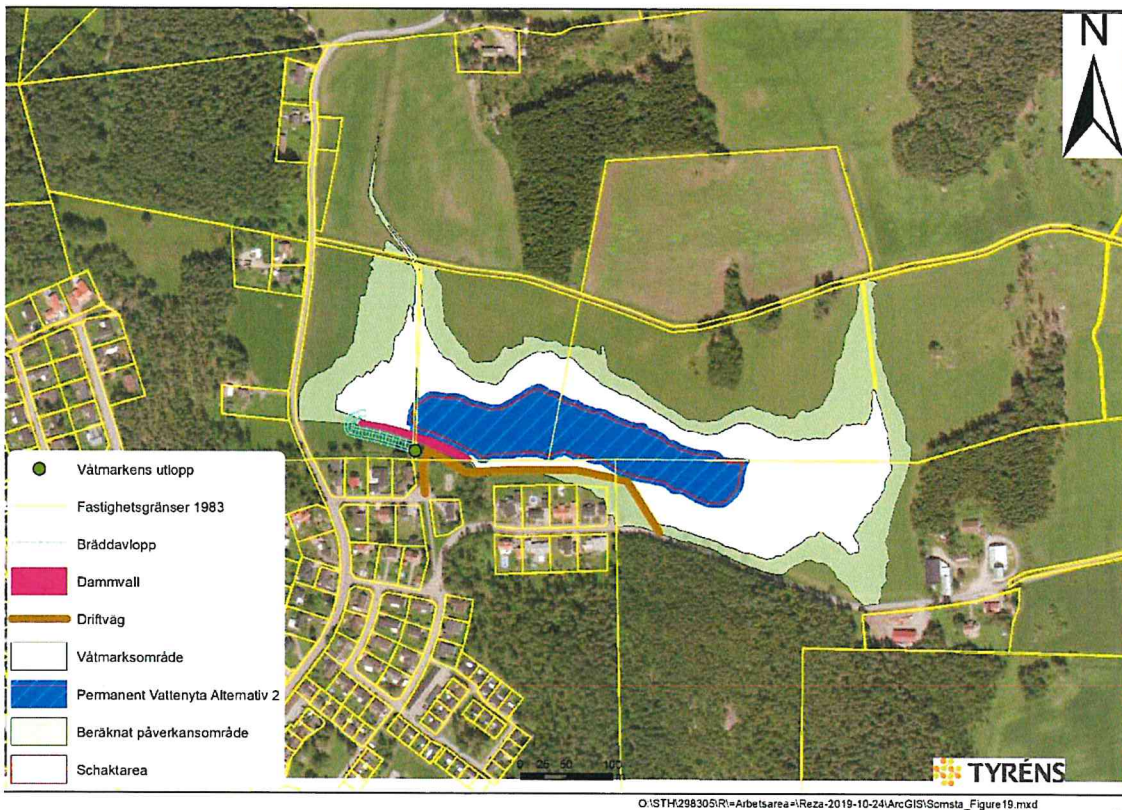 N
Våtmarkens utlopp
Fastighetsgränser 1983
Bräddavlopp
Dammvall
Driftväg
Våtmarksområde
Permanent Vattenyta Alternativ 2
Beräknat påverkansområde
Schaktarea
0 25 50 100
m
TYRÉNS
O:\STH\298305\R\=Arbetsarea=\Reza-2019-10-24\ArcGIS\Somsta_Figure19.mxd